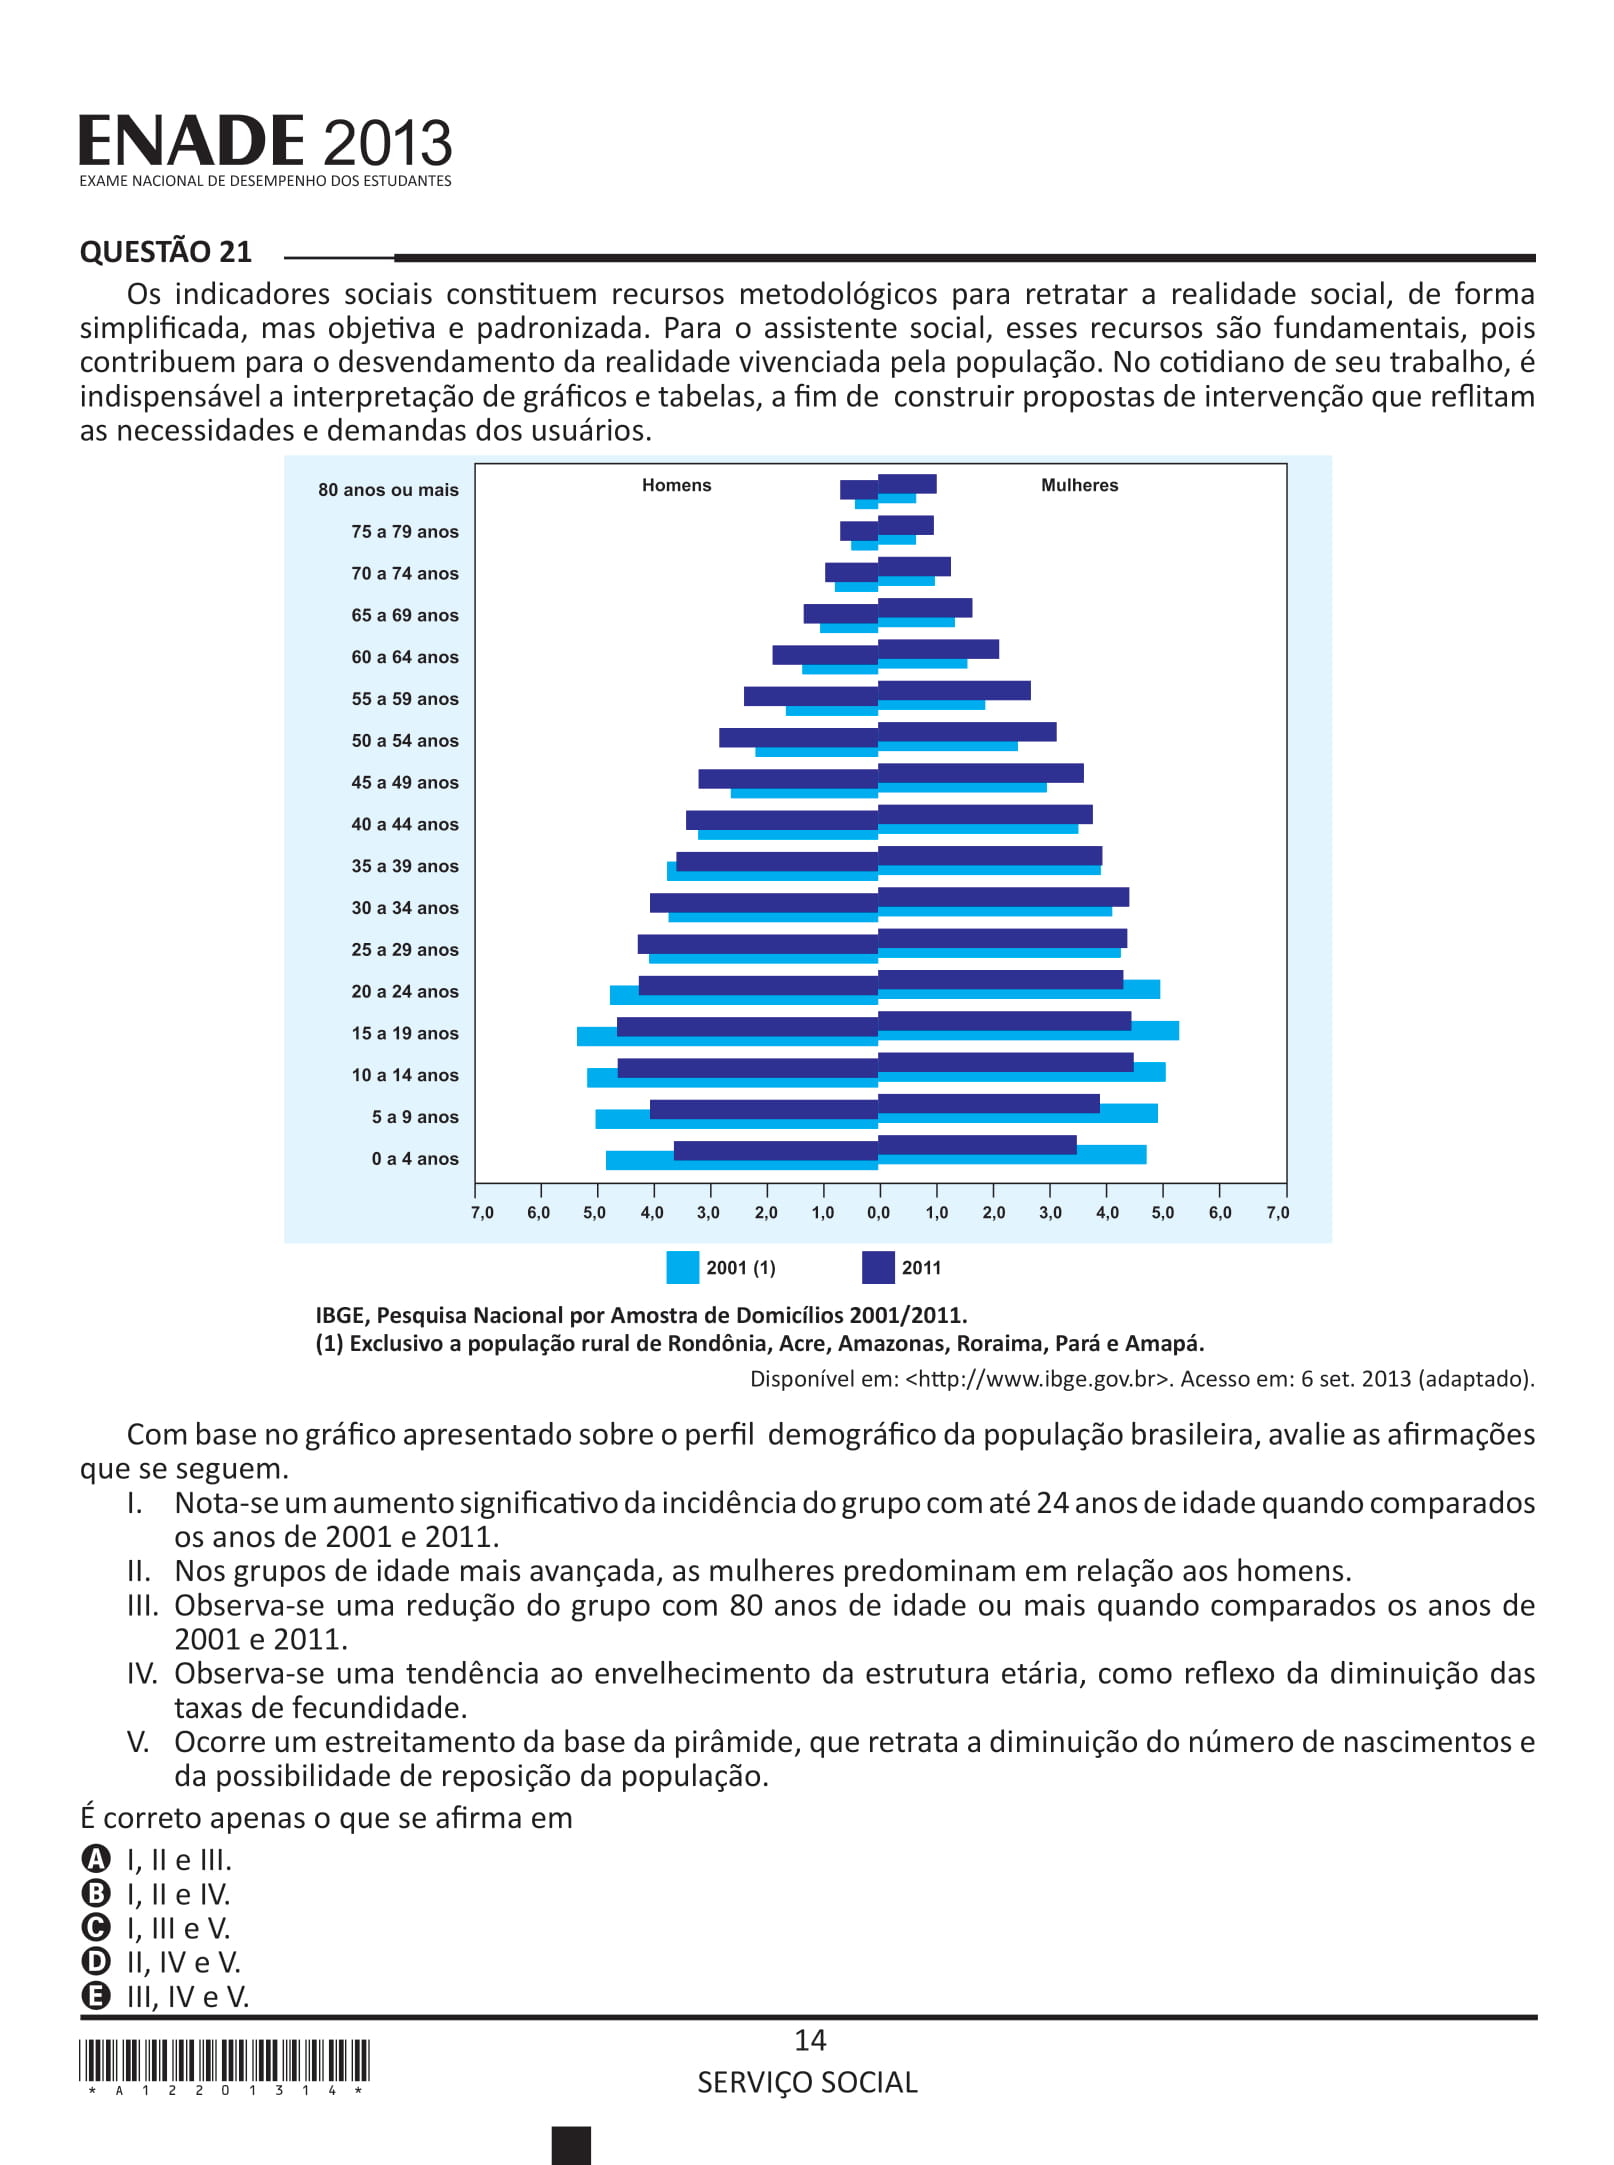 ENADE 2013
EXAME NACIONAL DE DESEMPENHO DOS ESTUDANTES
QUESTÃO 21
Os indicadores sociais constituem recursos metodológicos para retratar a realidade social, de forma
simplificada, mas objetiva e padronizada. Para o assistente social, esses recursos são fundamentais, pois
contribuem para o desvendamento da realidade vivenciada pela população. No cotidiano de seu trabalho, é
indispensável a interpretação de gráficos e tabelas, a fim de construir propostas de intervenção que reflitam
as necessidades e demandas dos usuários.
Homens Mulheres
80 anos ou mais
75 a 79 anos
70 a 74 anos
65 a 69 anos
60 a 64 anos
55 a 59 anos
50 a 54 anos
45 a 49 anos
40 a 44 anos
35 a 39 anos
30 a 34 anos
25 a 29 anos
20 a 24 anos
15 a 19 anos
10 a 14 anos
5 a 9 anos
0 a 4 anos
7,0 6,0 5,0 4,0 3,0 2,0 1,0 0,0 1,0 2,0 3,0 4,0 5,0 6,0 7,0
2001 (1) 2011
IBGE, Pesquisa Nacional por Amostra de Domicílios 2001/2011.
(1) Exclusivo a população rural de Rondônia, Acre, Amazonas, Roraima, Pará e Amapá.
Disponível em: <http://www.ibge.gov.br>. Acesso em: 6 set. 2013 (adaptado).
Com base no gráfico apresentado sobre o perfil demográfico da população brasileira, avalie as afirmações
que se seguem.
I. Nota-se um aumento significativo da incidência do grupo com até 24 anos de idade quando comparados
os anos de 2001 e 2011.
II. Nos grupos de idade mais avançada, as mulheres predominam em relação aos homens.
III. Observa-se uma redução do grupo com 80 anos de idade ou mais quando comparados os anos de
2001 e 2011.
IV. Observa-se uma tendência ao envelhecimento da estrutura etária, como reflexo da diminuição das
taxas de fecundidade.
V. Ocorre um estreitamento da base da pirâmide, que retrata a diminuição do número de nascimentos e
da possibilidade de reposição da população.
É correto apenas o que se afirma em
A I, II e III.
B I, II e IV.
C I, III e V.
D II, IV e V.
E III, IV e V.
14
SERVIÇO SOCIAL
* A 1 2 2 0 1 3 1 4 *